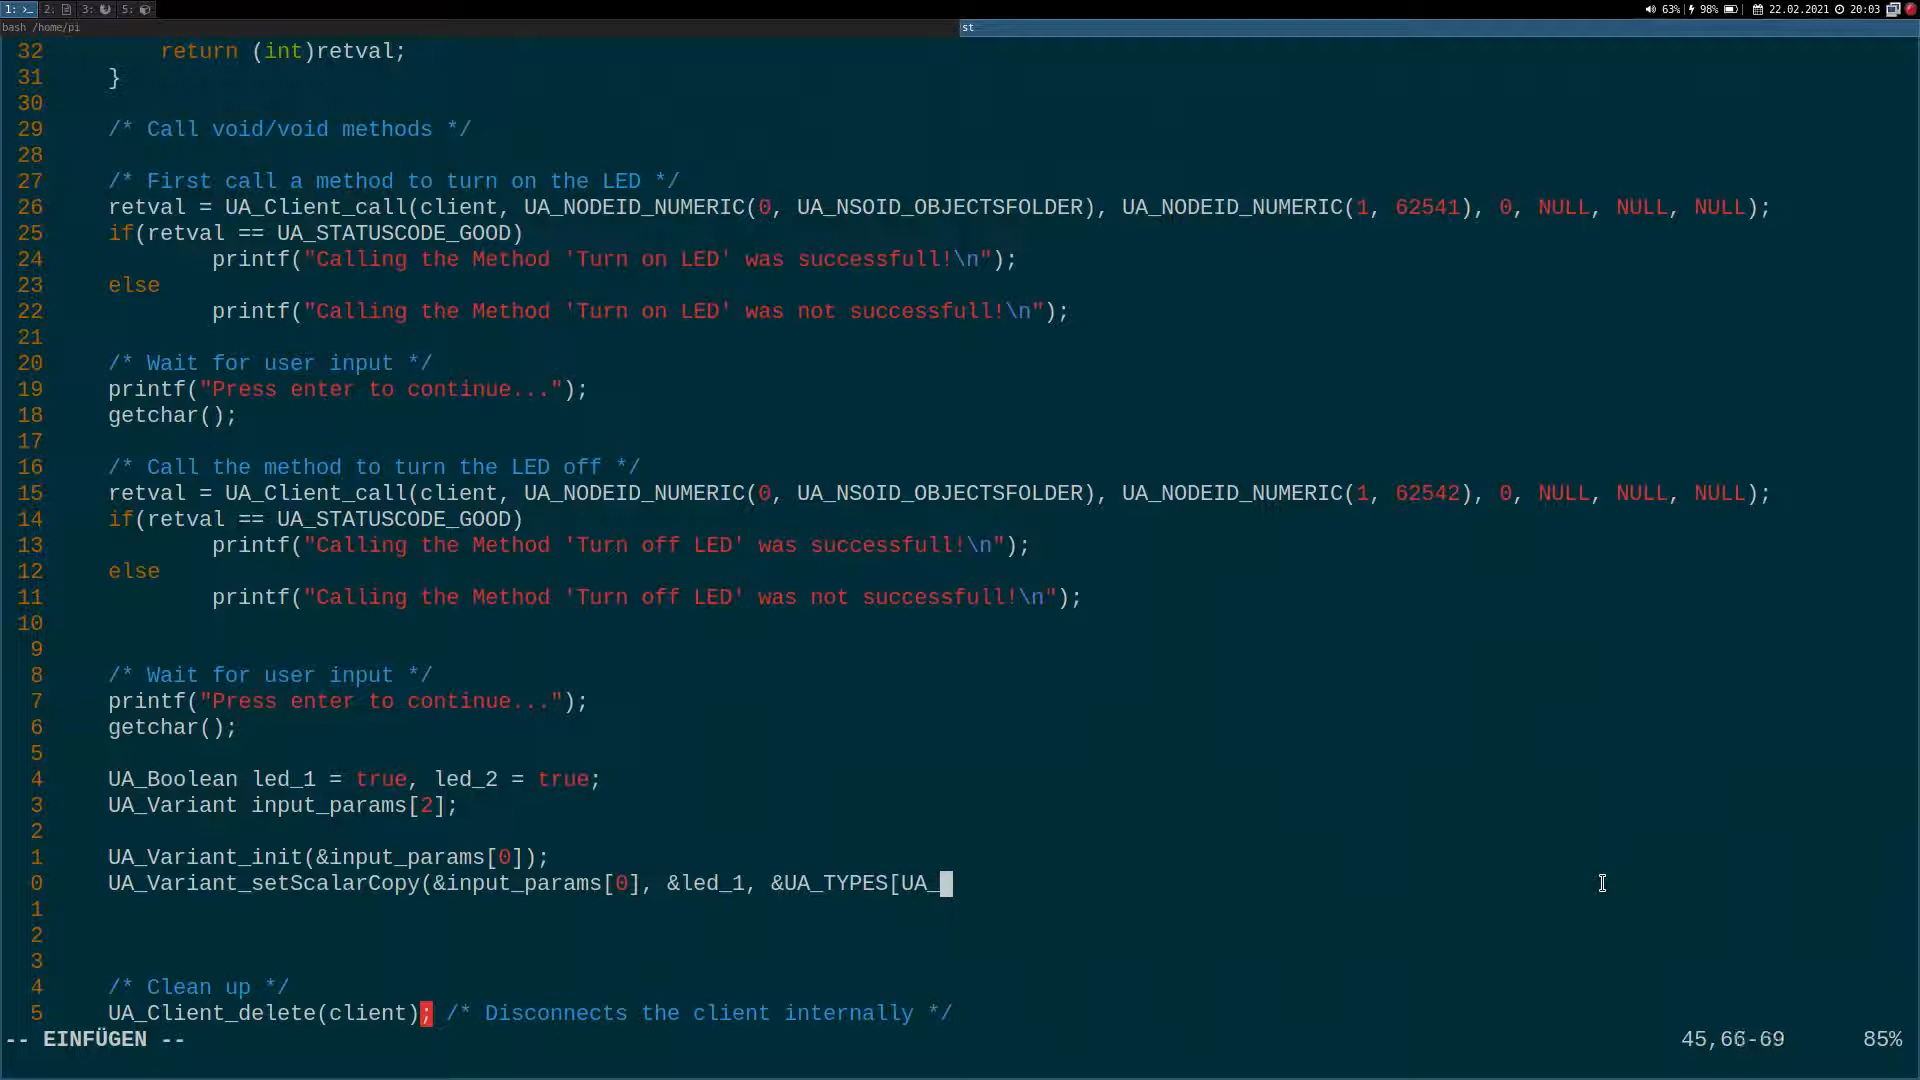 1: >_ 2: 3: 5: 63% 98% 22.02.2021 20:03
bash /home/pi st
32 return (int)retval;
31 }
30
29 /* Call void/void methods */
28
27 /* First call a method to turn on the LED */
26 retval = UA_Client_call(client, UA_NODEID_NUMERIC(0, UA_NSOID_OBJECTSFOLDER), UA_NODEID_NUMERIC(1, 62541), 0, NULL, NULL, NULL);
25 if(retval == UA_STATUSCODE_GOOD)
24 printf("Calling the Method 'Turn on LED' was successfull!\n");
23 else
22 printf("Calling the Method 'Turn on LED' was not successfull!\n");
21
20 /* Wait for user input */
19 printf("Press enter to continue...");
18 getchar();
17
16 /* Call the method to turn the LED off */
15 retval = UA_Client_call(client, UA_NODEID_NUMERIC(0, UA_NSOID_OBJECTSFOLDER), UA_NODEID_NUMERIC(1, 62542), 0, NULL, NULL, NULL);
14 if(retval == UA_STATUSCODE_GOOD)
13 printf("Calling the Method 'Turn off LED' was successfull!\n");
12 else
11 printf("Calling the Method 'Turn off LED' was not successfull!\n");
10
9
8 /* Wait for user input */
7 printf("Press enter to continue...");
6 getchar();
5
4 UA_Boolean led_1 = true, led_2 = true;
3 UA_Variant input_params[2];
2
1 UA_Variant_init(&input_params[0]);
0 UA_Variant_setScalarCopy(&input_params[0], &led_1, &UA_TYPES[UA_
1
2
3
4 /* Clean up */
5 UA_Client_delete(client); /* Disconnects the client internally */
-- EINFÜGEN -- 45,66-69 85%